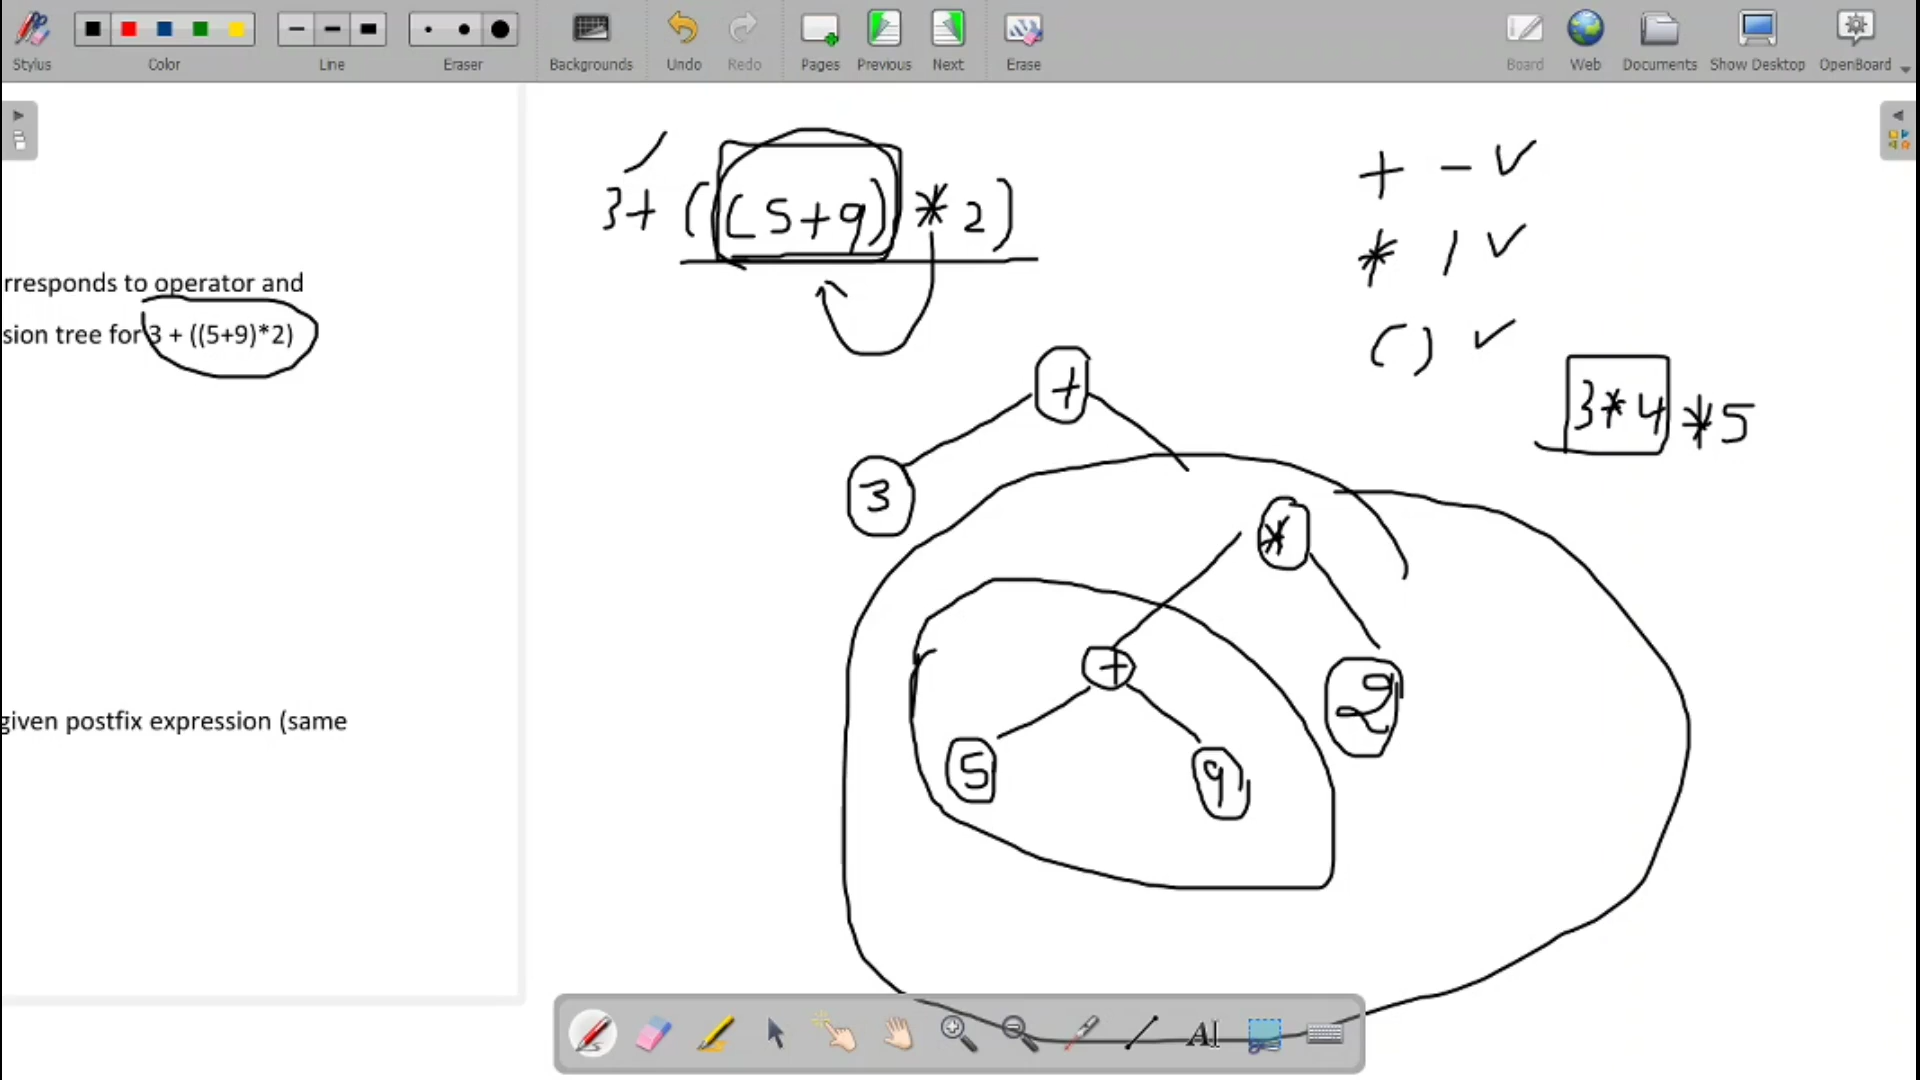 Stylus
Color
Line
Eraser
Backgrounds
Undo
Redo
Pages
Previous
Next
Erase
Board
Web
Documents
Show Desktop
OpenBoard
rresponds to operator and
sion tree for 3 + ((5+9)*2)
given postfix expression (same
3+((5+9)*2)
+ -
* /
( )
3*4*5
+
3
*
+
2
5
9
AI